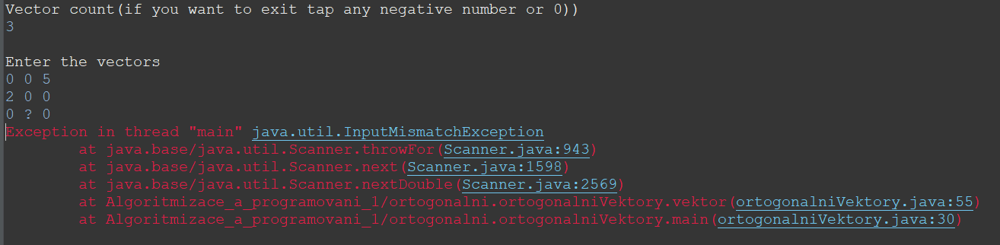 Vector count(if you want to exit tap any negative number or 0))
3
Enter the vectors
0 0 5
2 0 0
0 ? 0
Exception in thread "main" java.util.InputMismatchException
at java.base/java.util.Scanner.throwFor(Scanner.java:943)
at java.base/java.util.Scanner.next(Scanner.java:1598)
at java.base/java.util.Scanner.nextDouble(Scanner.java:2569)
at Algoritmizace_a_programovani_1/ortogonalni.ortogonalniVektory.vektor(ortogonalniVektory.java:55)
at Algoritmizace_a_programovani_1/ortogonalni.ortogonalniVektory.main(ortogonalniVektory.java:30)